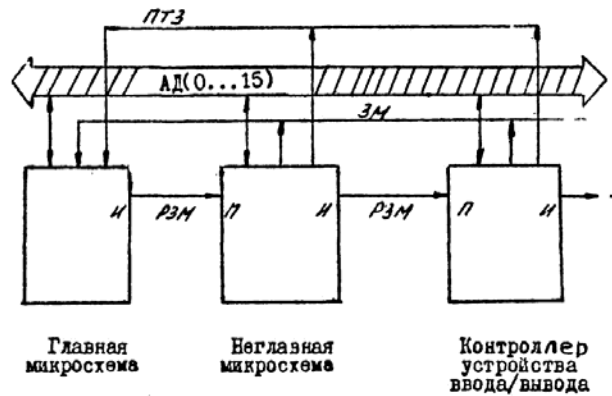 ПТЗ
АД(0...15)
ЗМ
И РЗМ П И РЗМ П И
Главная микросхема
Неглавная микросхема
Контроллер устройства ввода/вывода